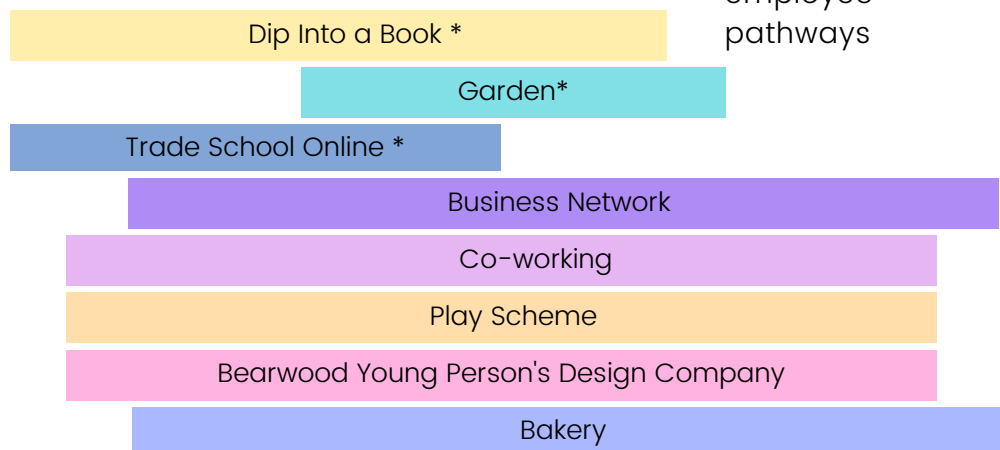 Dip Into a Book *
pathways
Garden*
Trade School Online *
Business Network
Co-working
Play Scheme
Bearwood Young Person's Design Company
Bakery